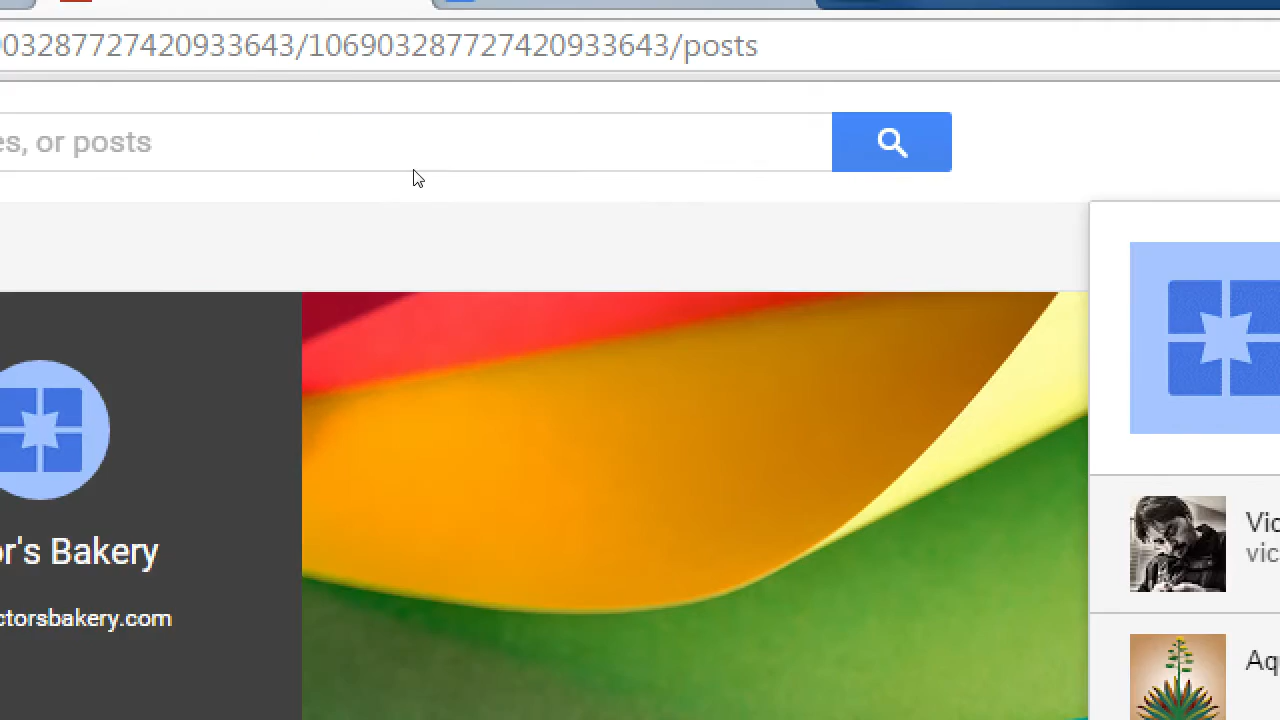 03287727420933643/106903287727420933643/posts
es, or posts
r's Bakery
ctorsbakery.com
Vic
vic
Aq